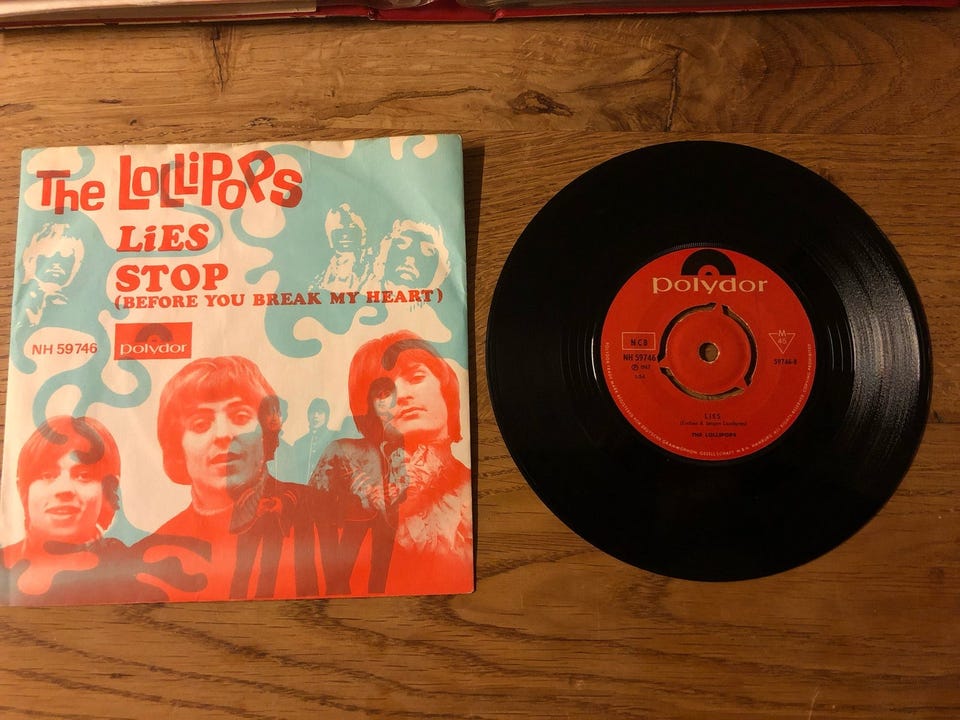 The LOLLIPOPS
LiES
STOP
(BEFORE YOU BREAK MY HEART)
NH 59746
Polydor
Polydor
NCB
NH 59746
℗ 1967
M
45
59746-B
LIES
THE LOLLIPOPS